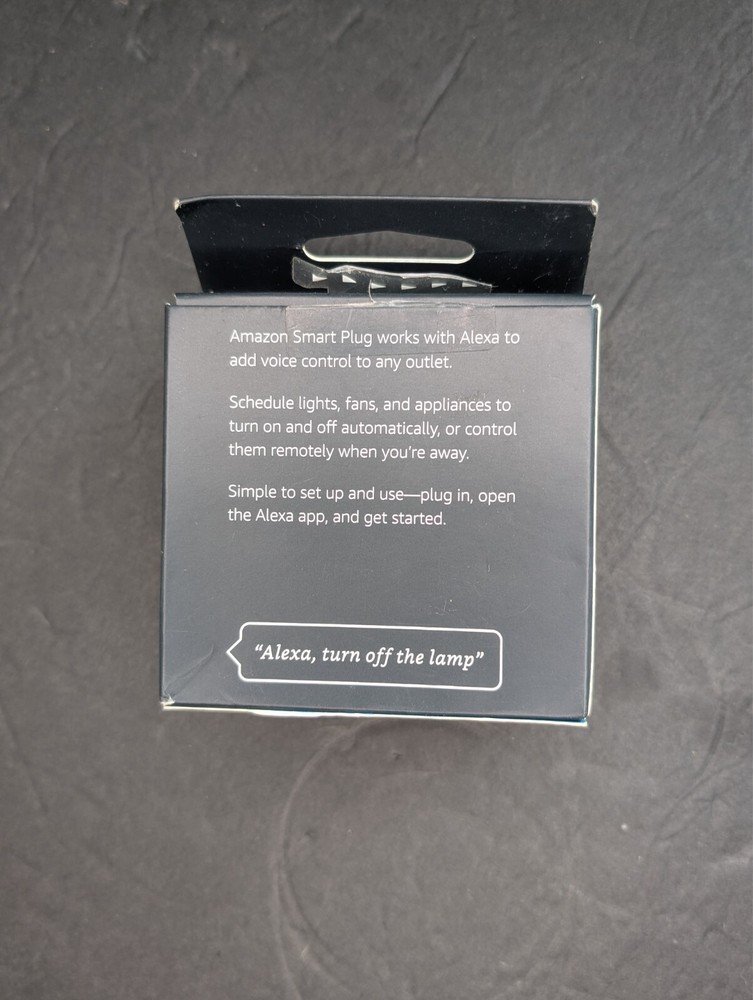 Amazon Smart Plug works with Alexa to
add voice control to any outlet.
Schedule lights, fans, and appliances to
turn on and off automatically, or control
them remotely when you’re away.
Simple to set up and use—plug in, open
the Alexa app, and get started.
“Alexa, turn off the lamp”